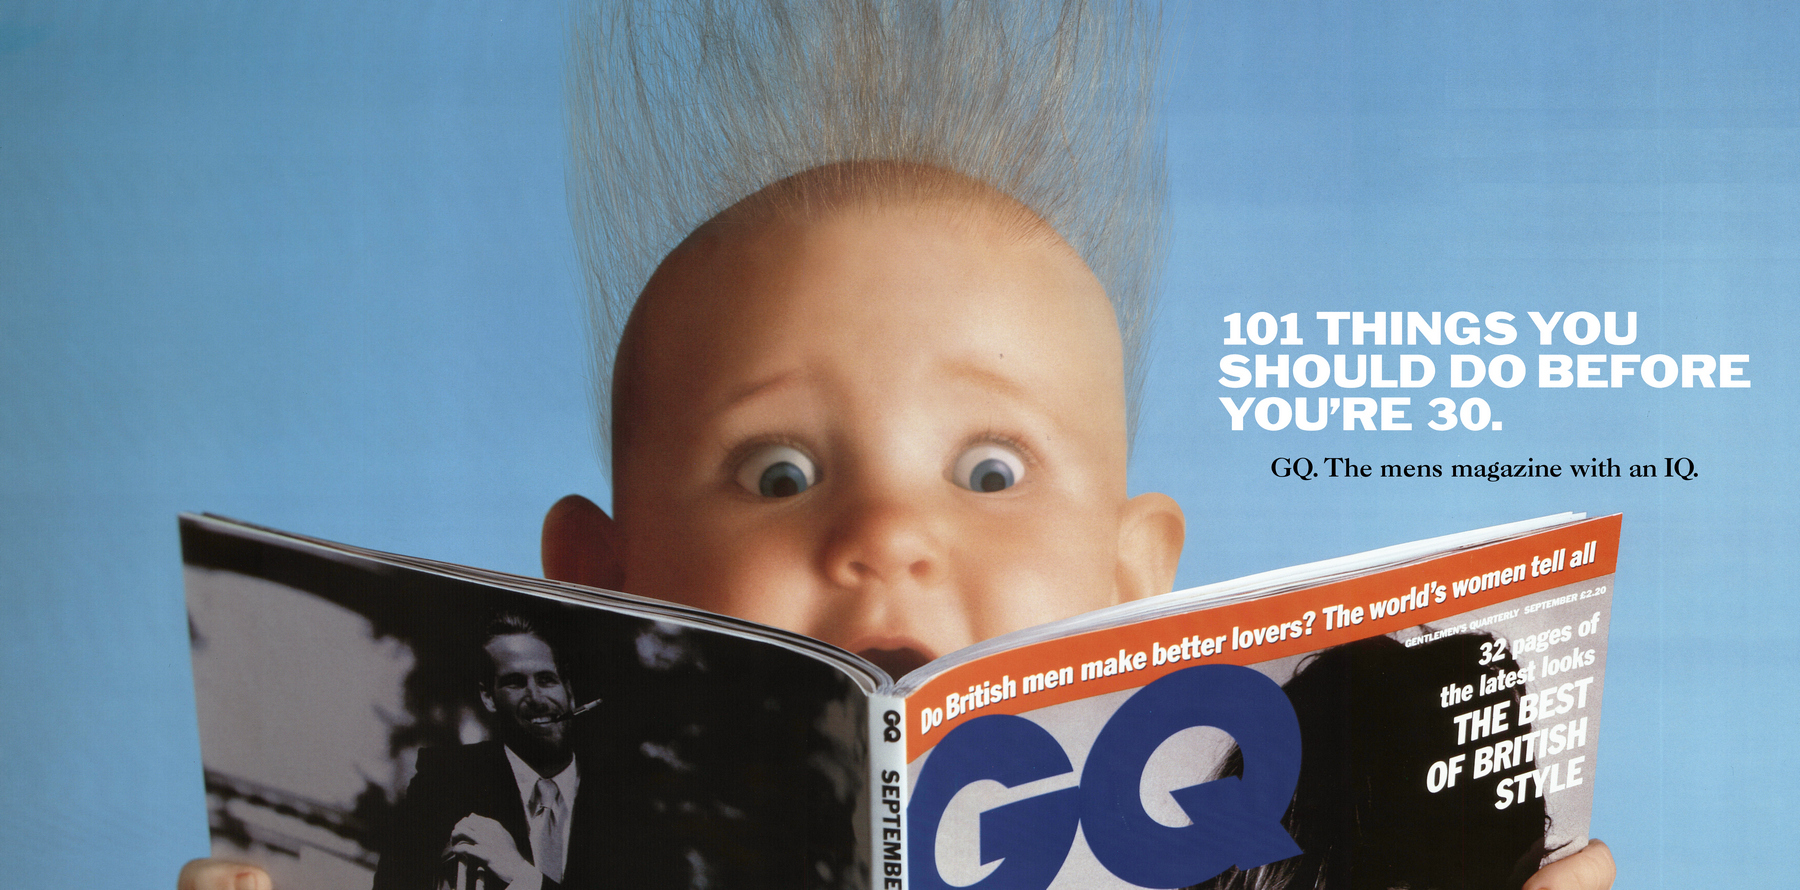 101 THINGS YOU
SHOULD DO BEFORE
YOU'RE 30.
GQ. The mens magazine with an IQ.
Do British men make better lovers? The world's women tell all
GENTLEMEN'S QUARTERLY SEPTEMBER £2.20
32 pages of
the latest looks
THE BEST
OF BRITISH
STYLE
GQ
GQ SEPTEMBE